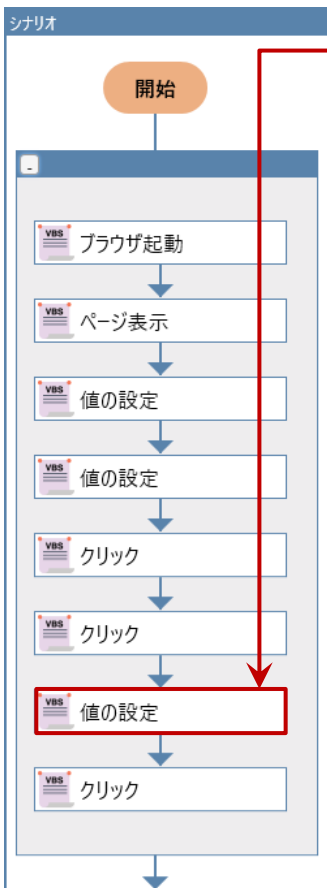 シナリオ
開始
-
VBS ブラウザ起動
VBS ページ表示
VBS 値の設定
VBS 値の設定
VBS クリック
VBS クリック
VBS 値の設定
VBS クリック